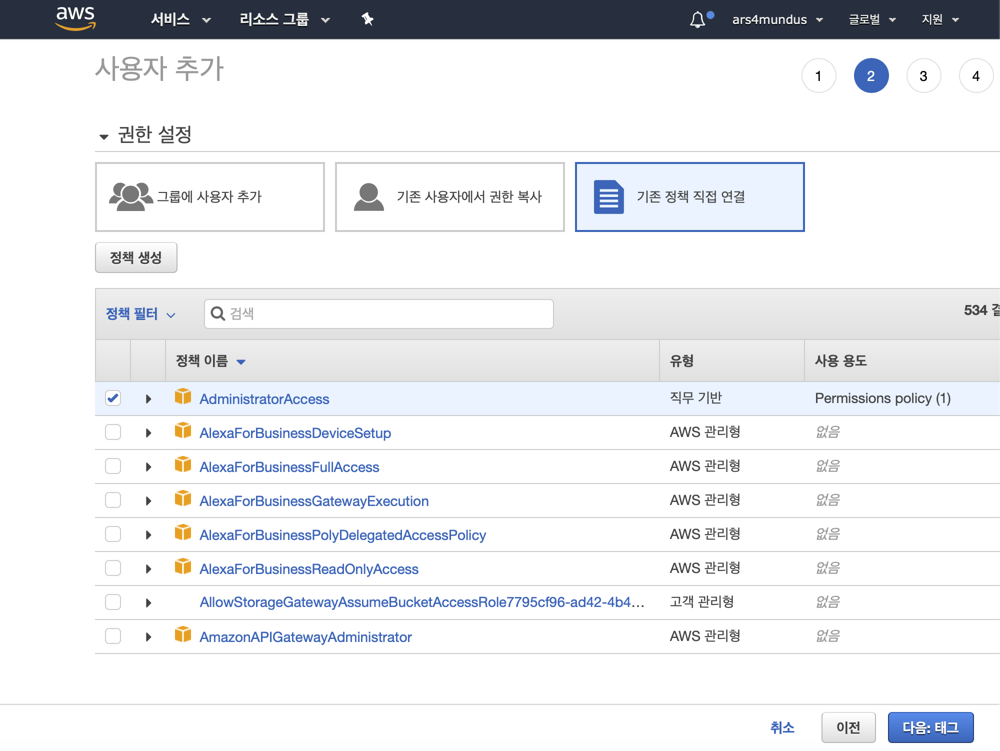 aws 서비스 리소스 그룹 ars4mundus 글로벌 지원
사용자 추가 1 2 3 4
권한 설정
그룹에 사용자 추가 기존 사용자에서 권한 복사 기존 정책 직접 연결
정책 생성
정책 필터 검색 534
정책 이름 유형 사용 용도
AdministratorAccess 직무 기반 Permissions policy (1)
AlexaForBusinessDeviceSetup AWS 관리형 없음
AlexaForBusinessFullAccess AWS 관리형 없음
AlexaForBusinessGatewayExecution AWS 관리형 없음
AlexaForBusinessPolyDelegatedAccessPolicy AWS 관리형 없음
AlexaForBusinessReadOnlyAccess AWS 관리형 없음
AllowStorageGatewayAssumeBucketAccessRole7795cf96-ad42-4b4... 고객 관리형 없음
AmazonAPIGatewayAdministrator AWS 관리형 없음
취소 이전 다음: 태그